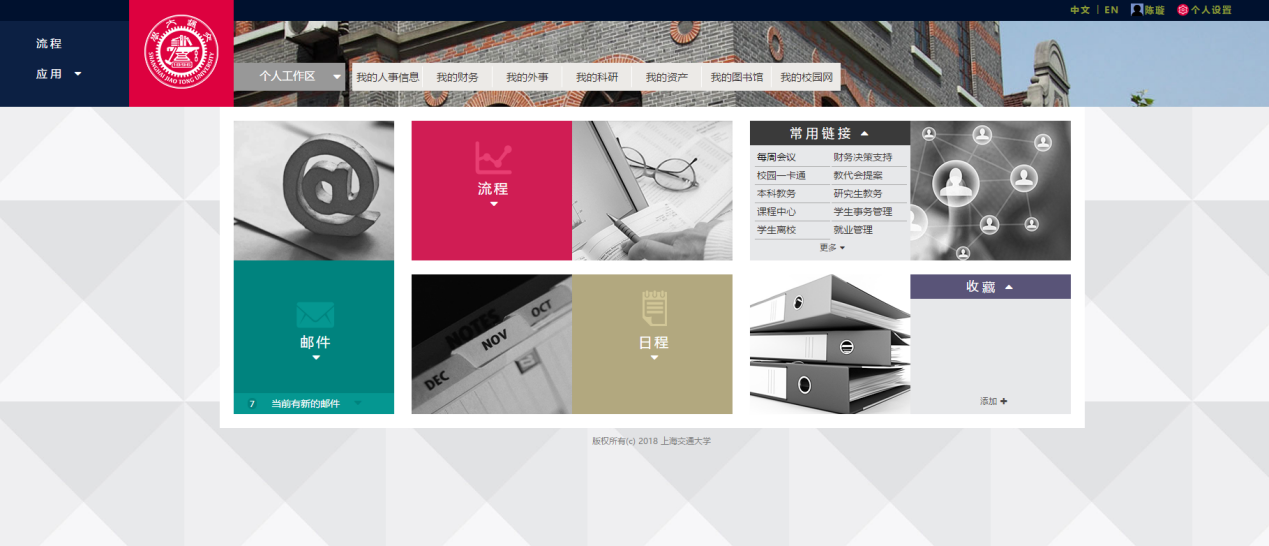 中文 | EN 陈璇 个人设置
流程
应用
SHANGHAI JIAO TONG UNIVERSITY
个人工作区
我的人事信息 我的财务 我的外事 我的科研 我的资产 我的图书馆 我的校园网
流程
常用链接
每周会议 财务决策支持
校园一卡通 教代会提案
本科教务 研究生教务
课程中心 学生事务管理
学生离校 就业管理
更多
邮件
7 当前有新的邮件
NOTES
OCT
NOV
DEC
日程
收藏
添加
版权所有(c) 2018 上海交通大学